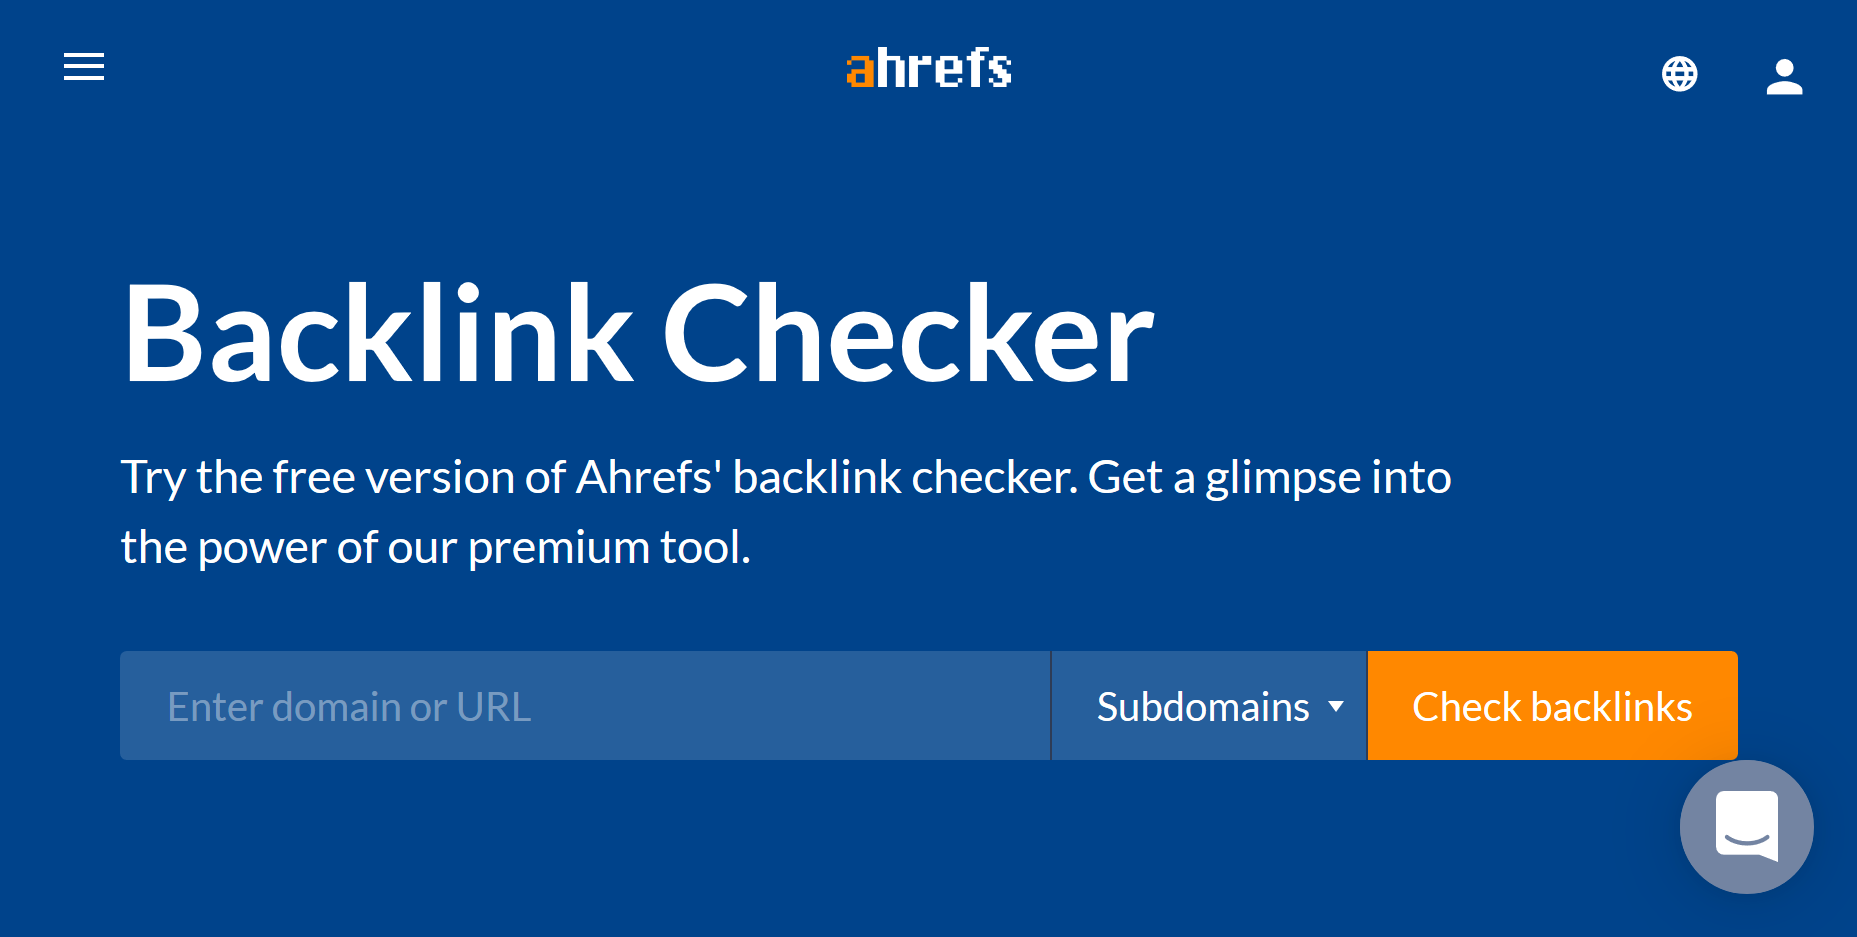 ahrefs
Backlink Checker
Try the free version of Ahrefs' backlink checker. Get a glimpse into
the power of our premium tool.
Enter domain or URL
Subdomains
Check backlinks